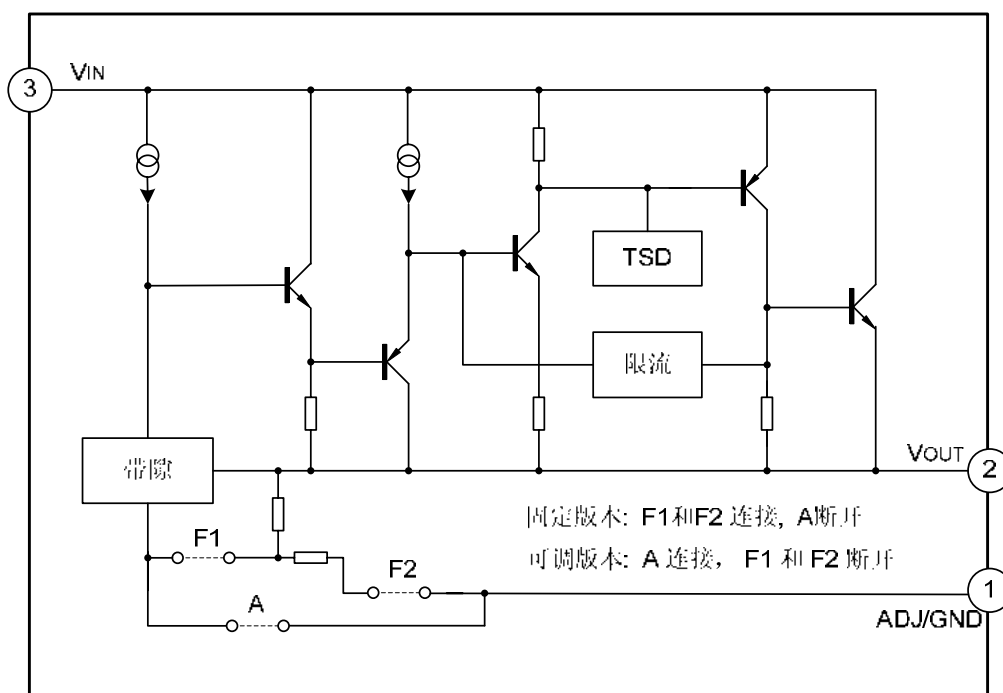 3
VIN
TSD
限流
带隙
VOUT
2
固定版本: F1和F2 连接, A断开
F1
可调版本: A 连接, F1 和 F2 断开
F2
1
A
ADJ/GND